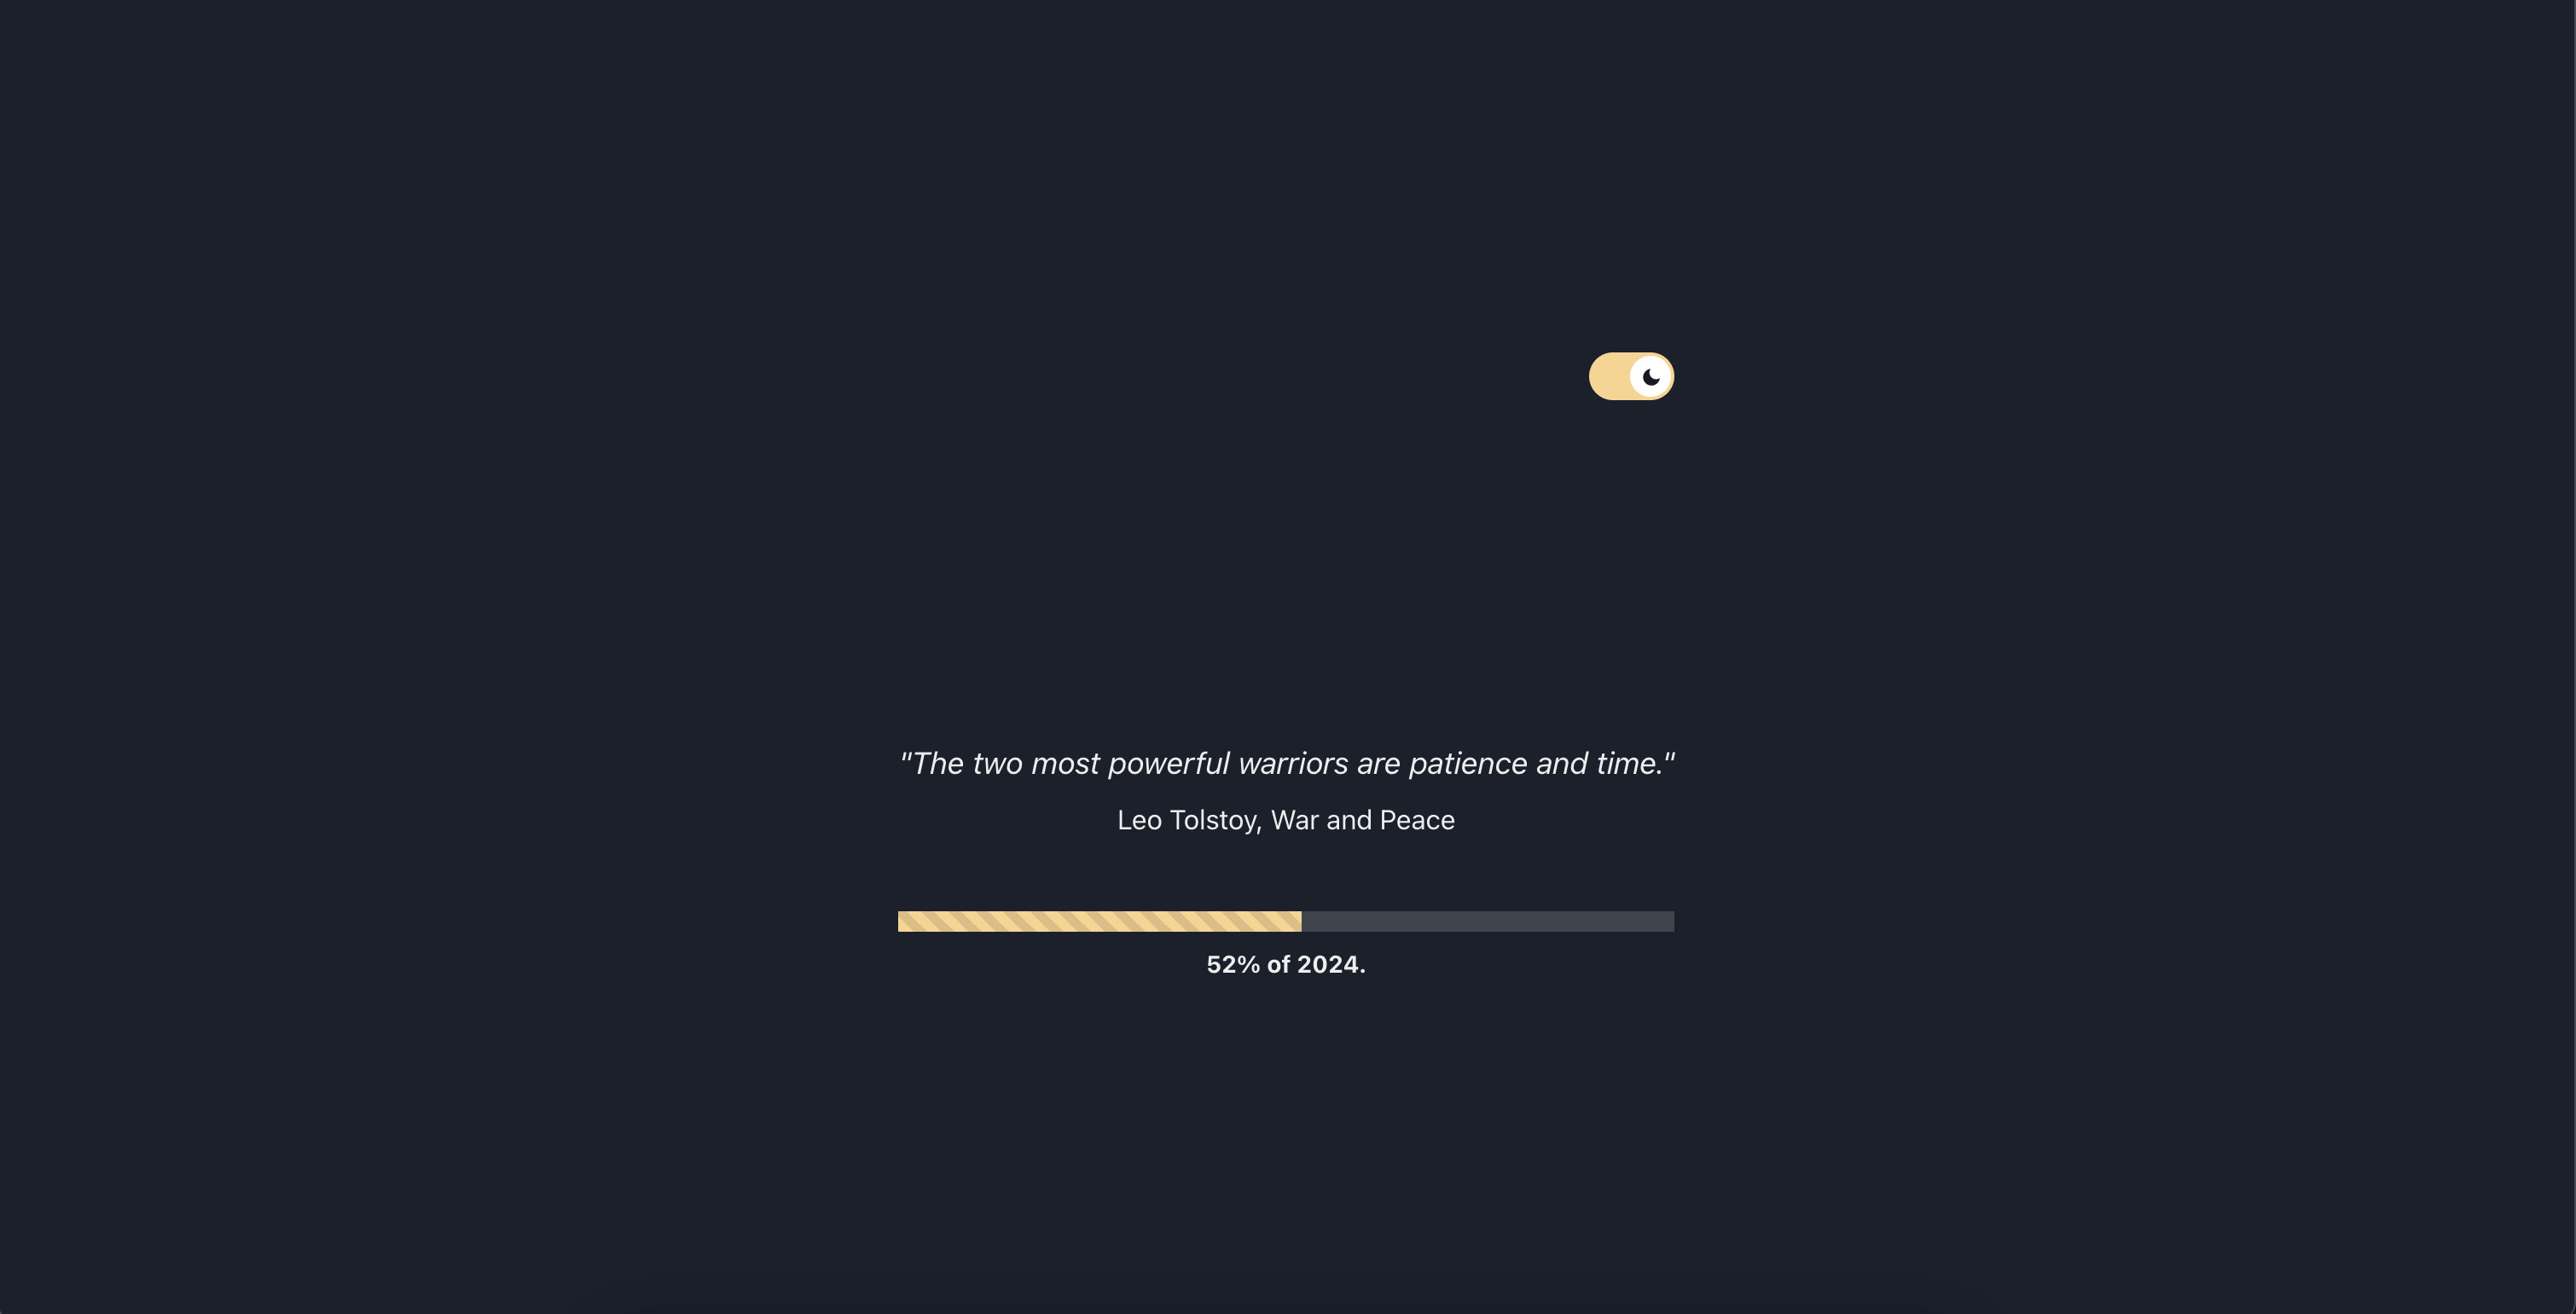 "The two most powerful warriors are patience and time."
Leo Tolstoy, War and Peace
52% of 2024.